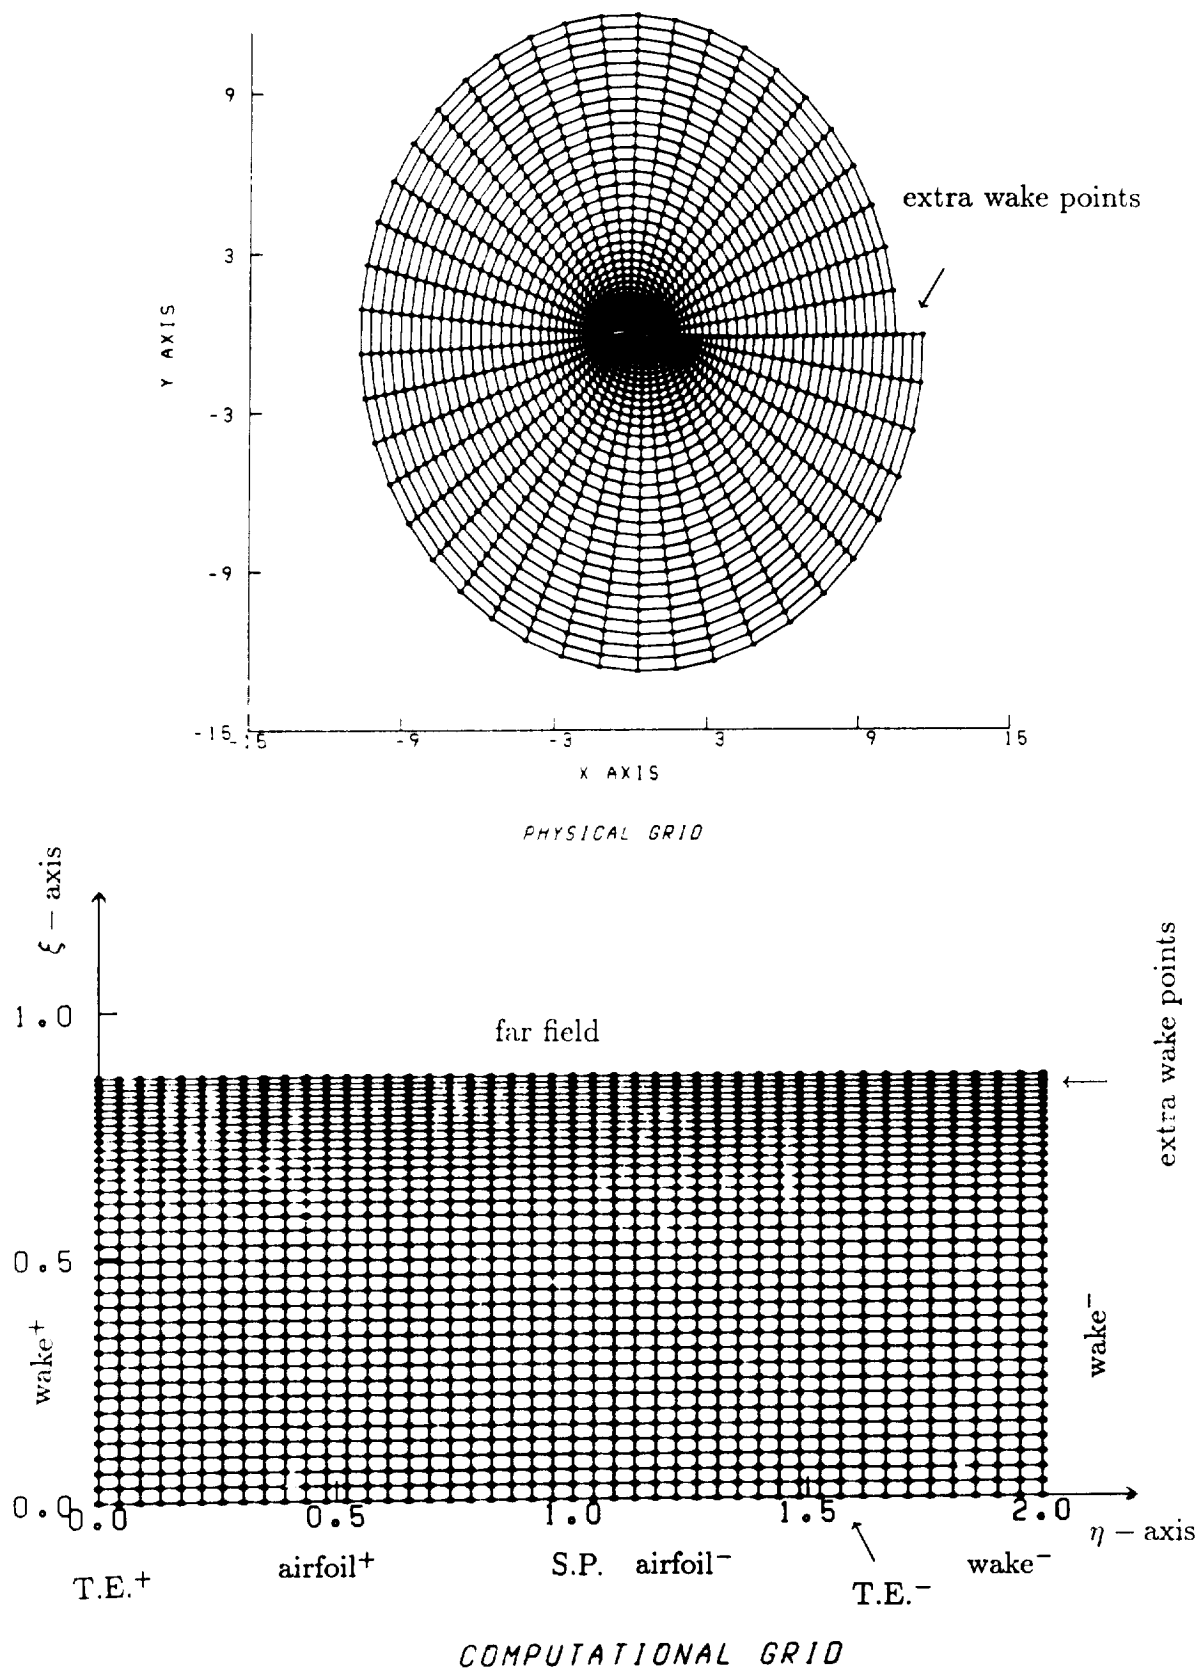 9
extra wake points
3
Y AXIS
-3
-9
-15
-15 -9 -3 3 9 15
X AXIS
PHYSICAL GRID
ξ – axis
extra wake points
1.0
far field
0.5
wake+
wake-
0.0
0.0 0.5 1.0 1.5 2.0
η – axis
T.E.+ airfoil+ S.P. airfoil- T.E.- wake-
COMPUTATIONAL GRID